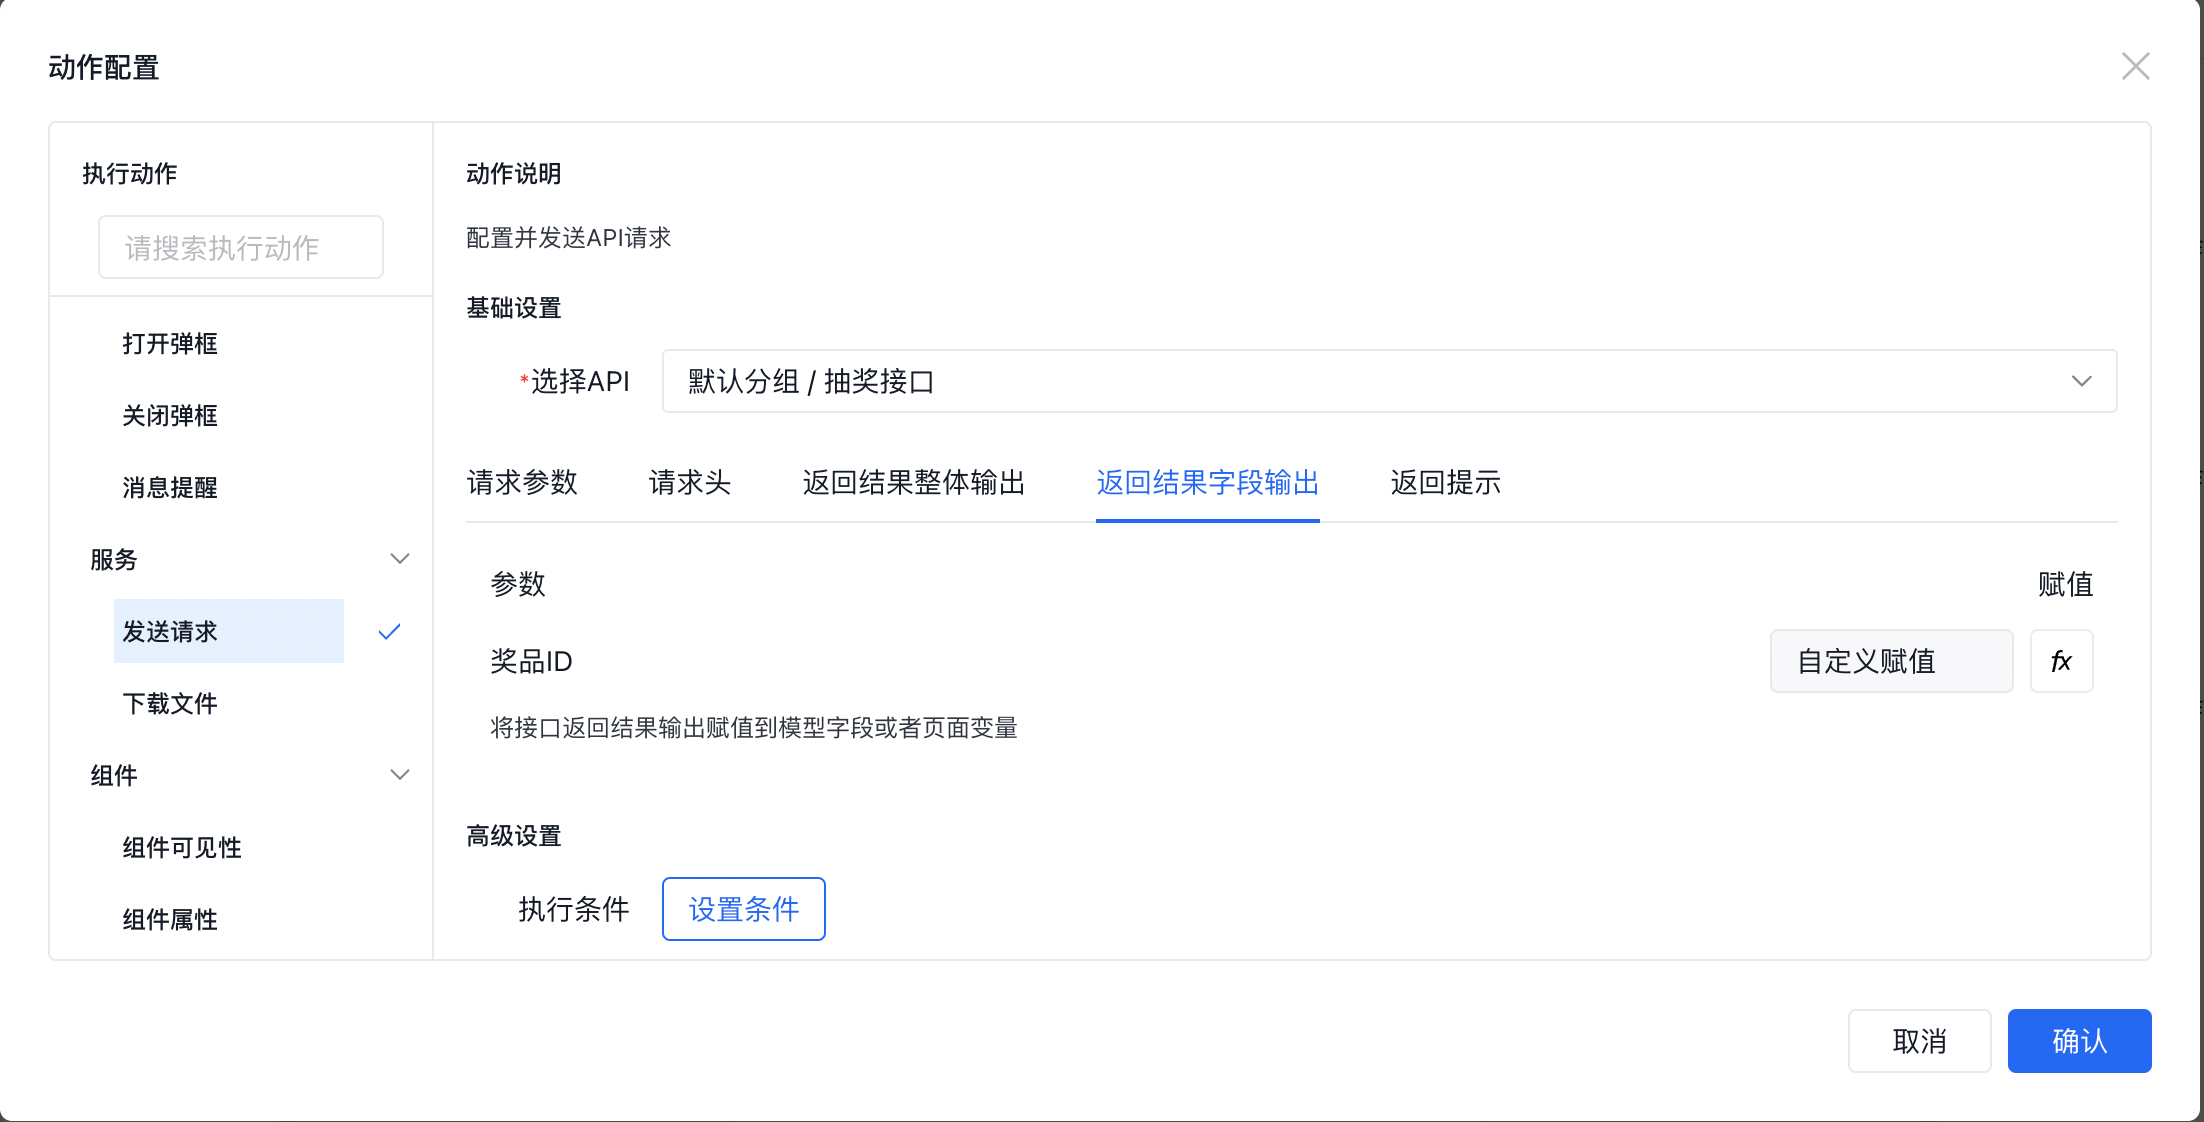 动作配置
执行动作
请搜索执行动作
打开弹框
关闭弹框
消息提醒
服务
发送请求
下载文件
组件
组件可见性
组件属性
动作说明
配置并发送API请求
基础设置
*选择API 默认分组 / 抽奖接口
请求参数 请求头 返回结果整体输出 返回结果字段输出 返回提示
参数 赋值
奖品ID 自定义赋值 fx
将接口返回结果输出赋值到模型字段或者页面变量
高级设置
执行条件 设置条件
取消 确认